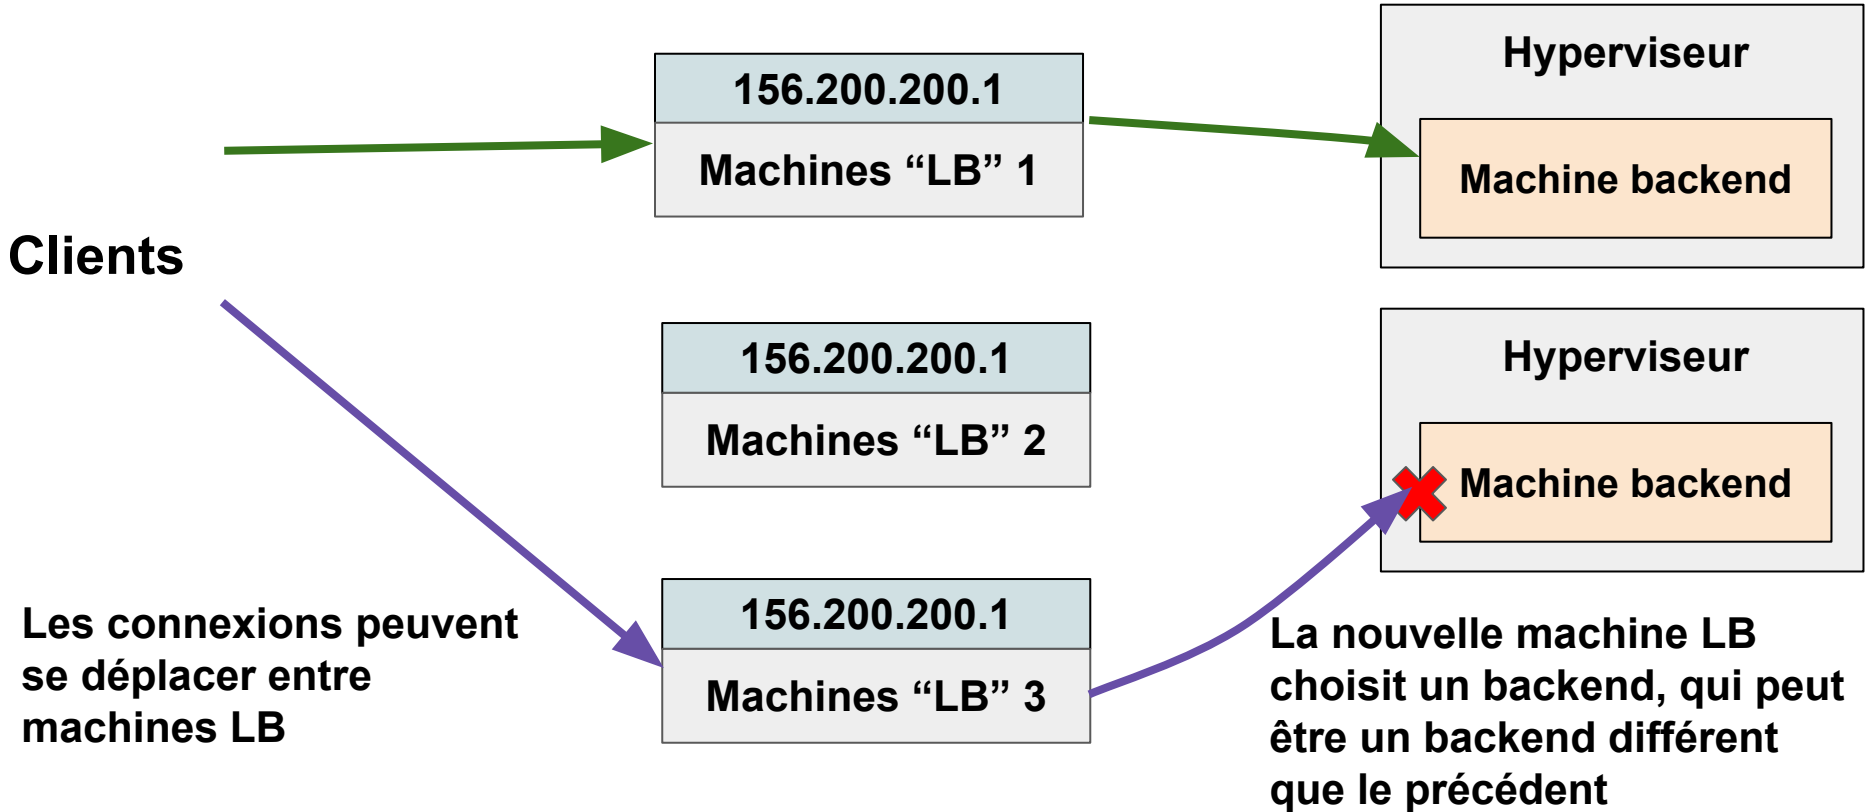 Clients
156.200.200.1
Machines “LB” 1
156.200.200.1
Machines “LB” 2
156.200.200.1
Machines “LB” 3
Hyperviseur
Machine backend
Hyperviseur
Machine backend
Les connexions peuvent
se déplacer entre
machines LB
La nouvelle machine LB
choisit un backend, qui peut
être un backend différent
que le précédent